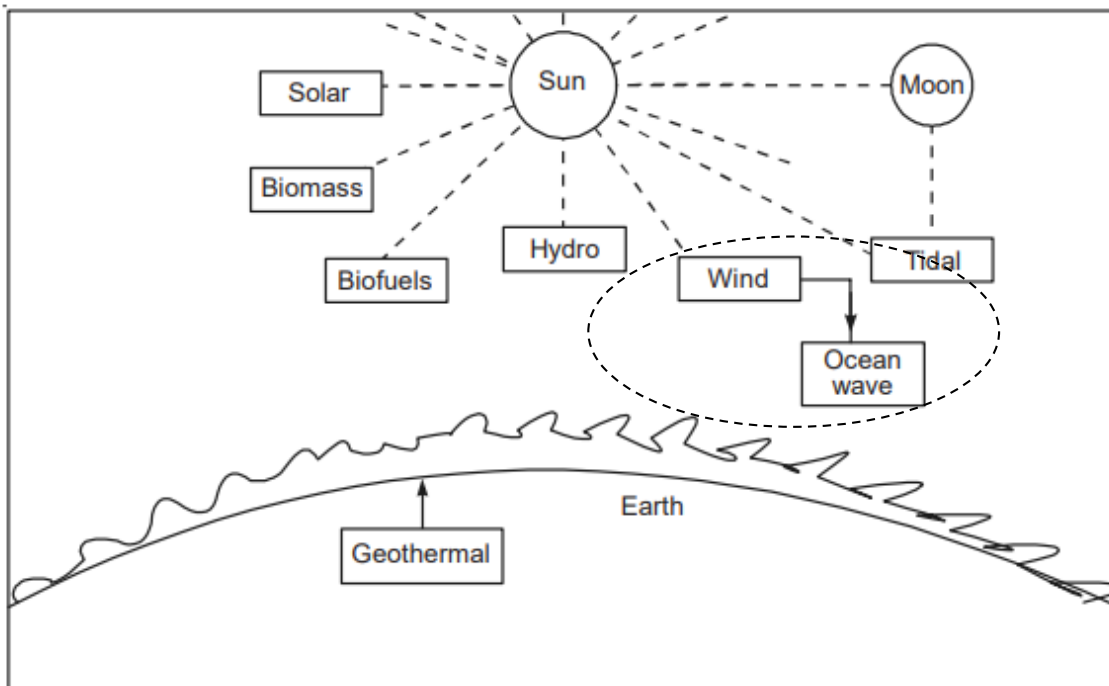 Sun
Moon
Solar
Biomass
Biofuels
Hydro
Wind
Tidal
Ocean
wave
Earth
Geothermal